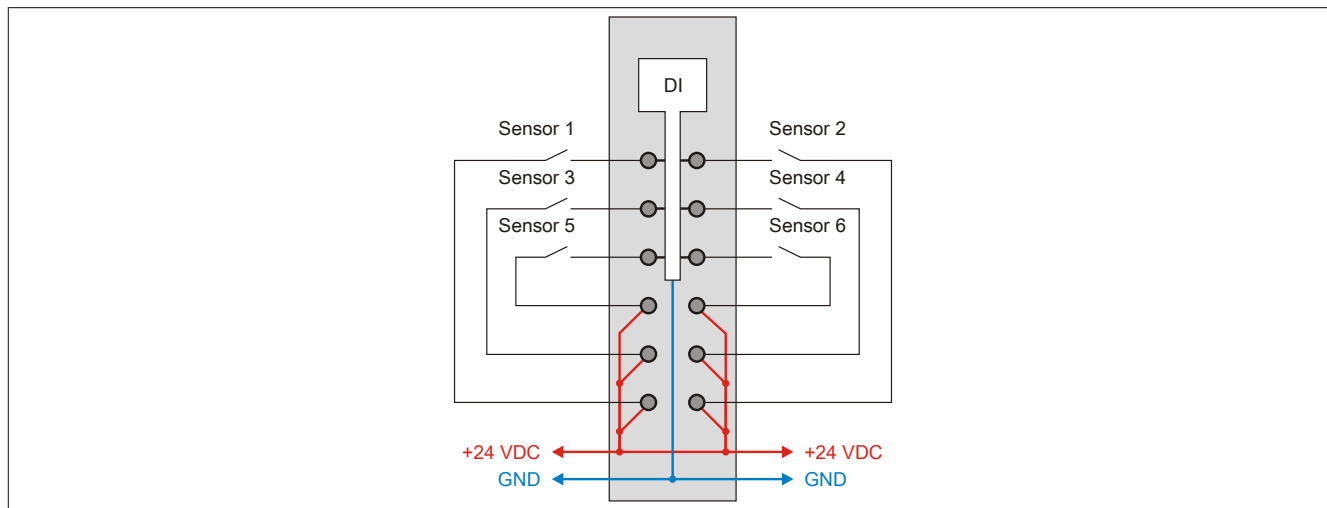 DI
Sensor 1
Sensor 2
Sensor 3
Sensor 4
Sensor 5
Sensor 6
+24 VDC
+24 VDC
GND
GND